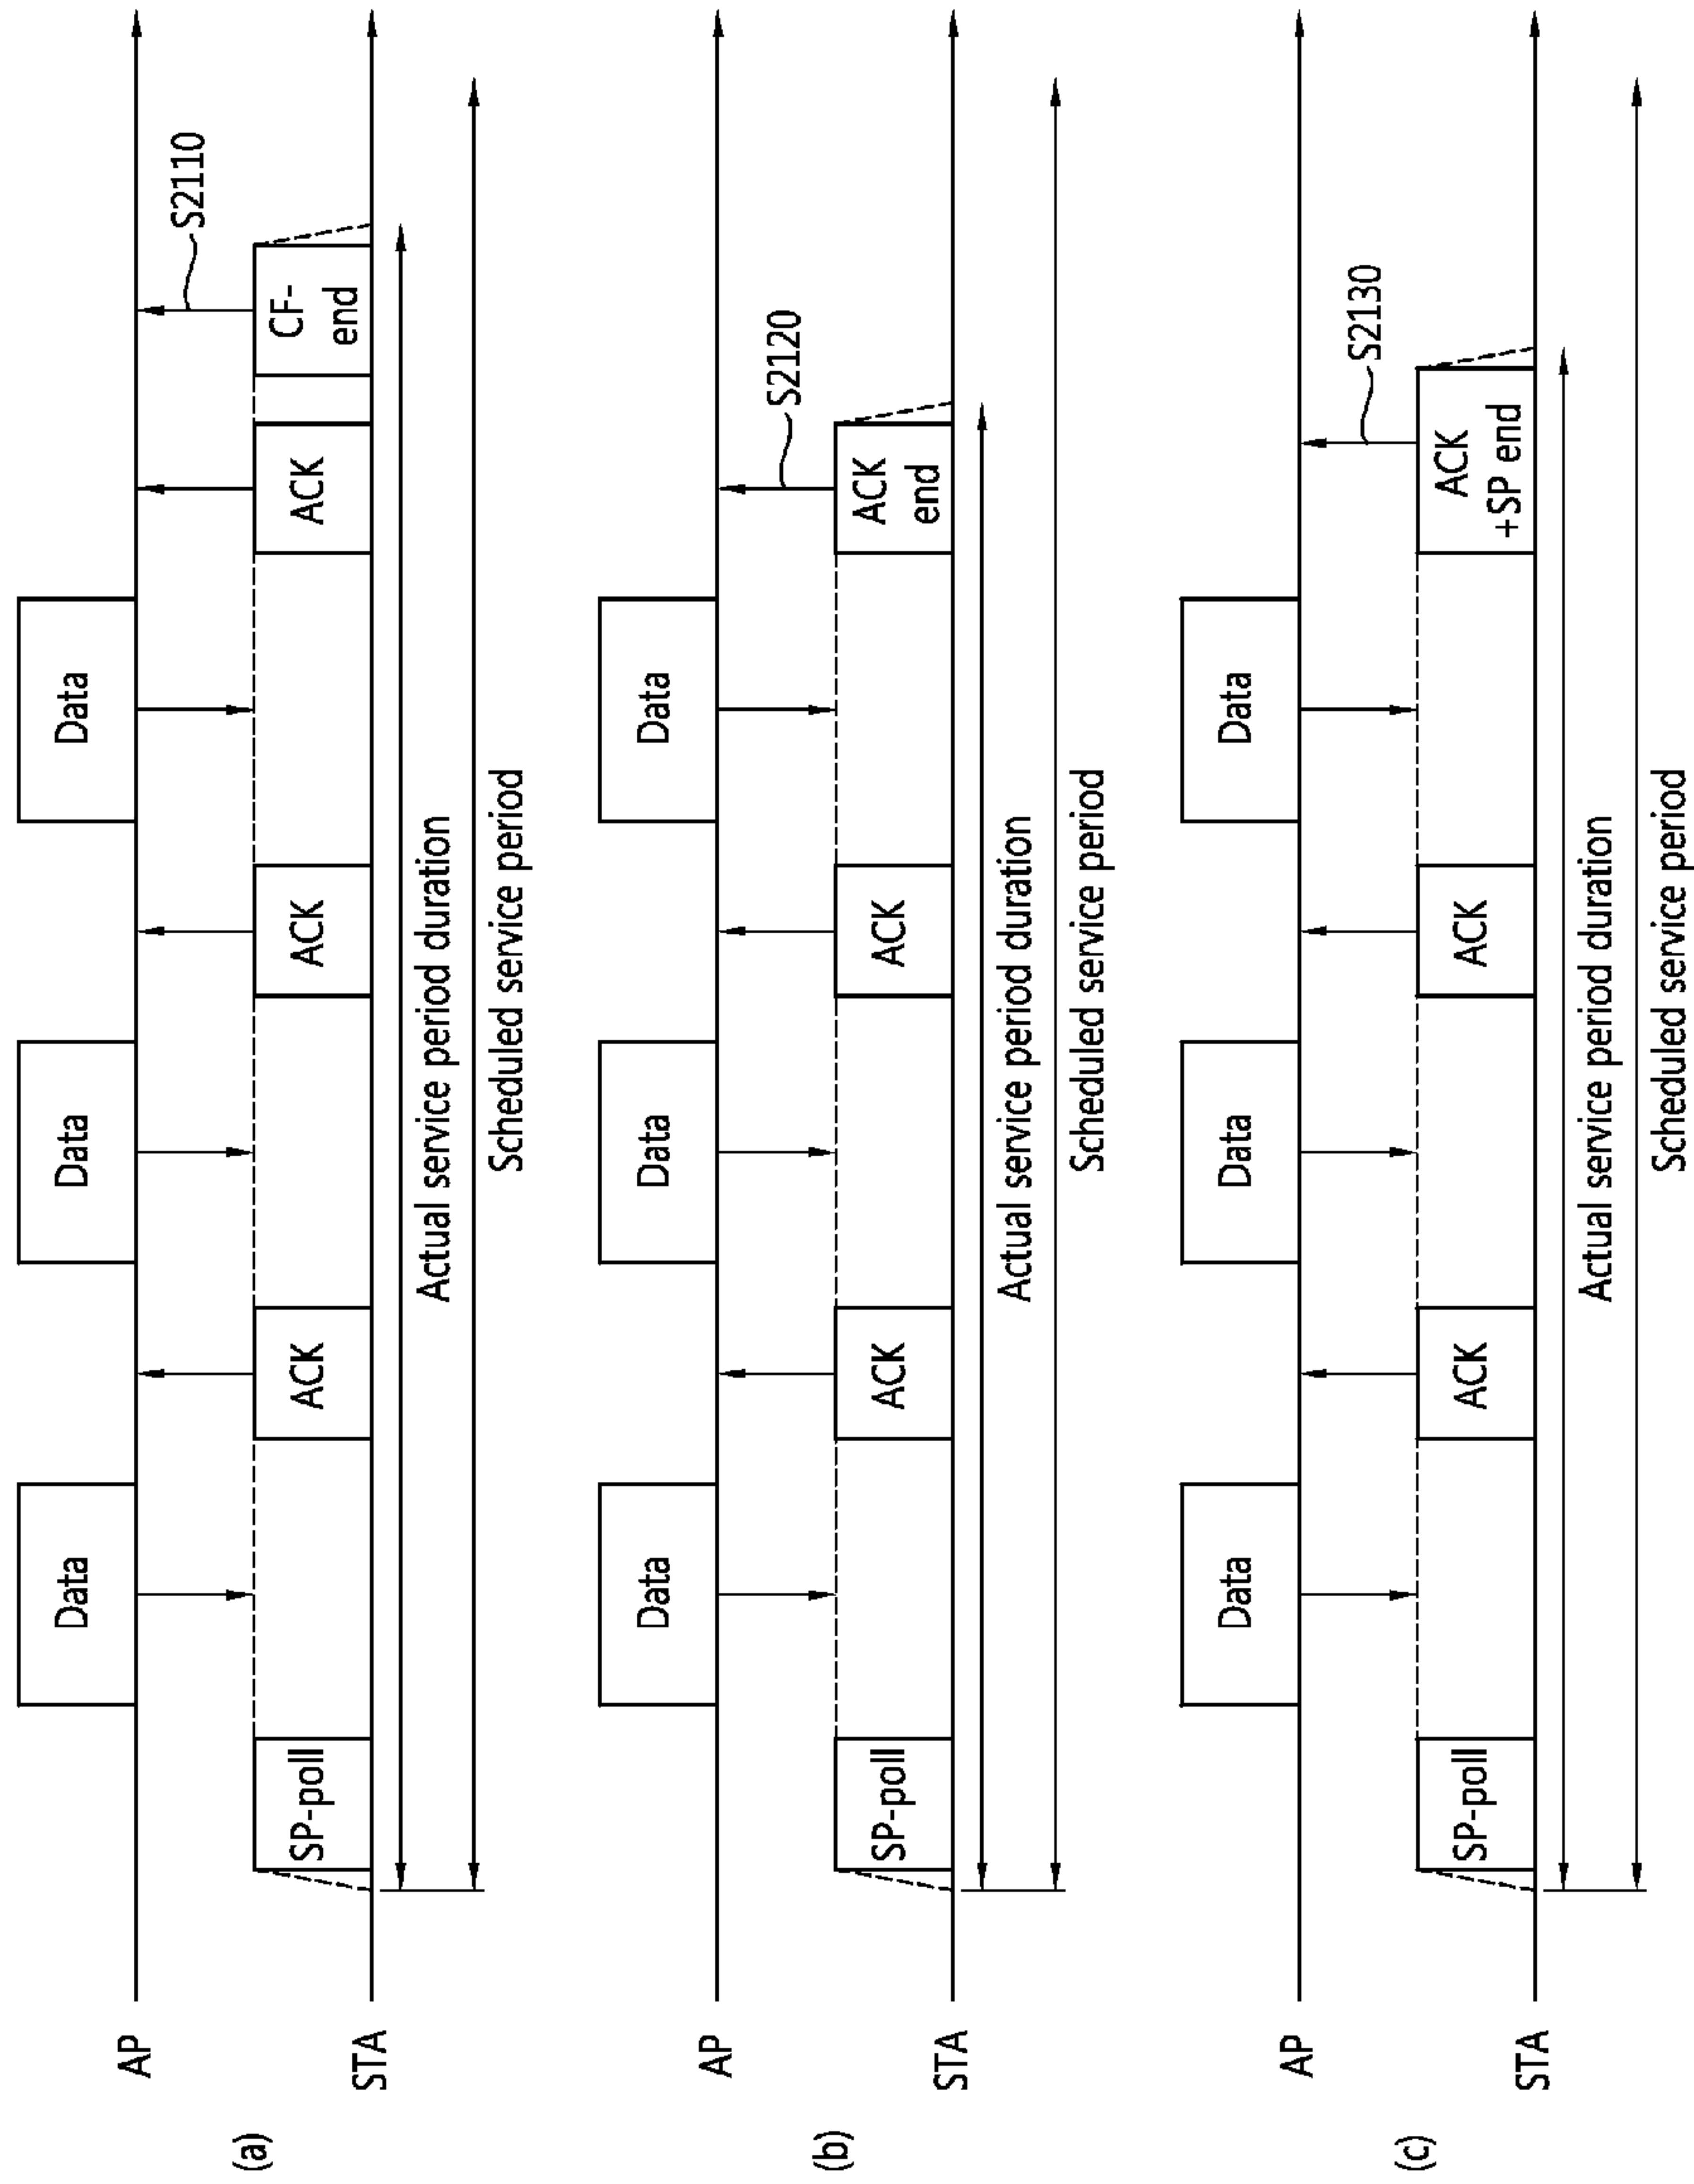 (a)
AP
Data
Data
Data
S2110
STA
SP-poll
ACK
ACK
ACK
CF-
end
Actual service period duration
Scheduled service period
(b)
AP
Data
Data
Data
S2120
STA
SP-poll
ACK
ACK
ACK
end
Actual service period duration
Scheduled service period
(c)
AP
Data
Data
Data
S2130
STA
SP-poll
ACK
ACK
ACK
+SP end
Actual service period duration
Scheduled service period